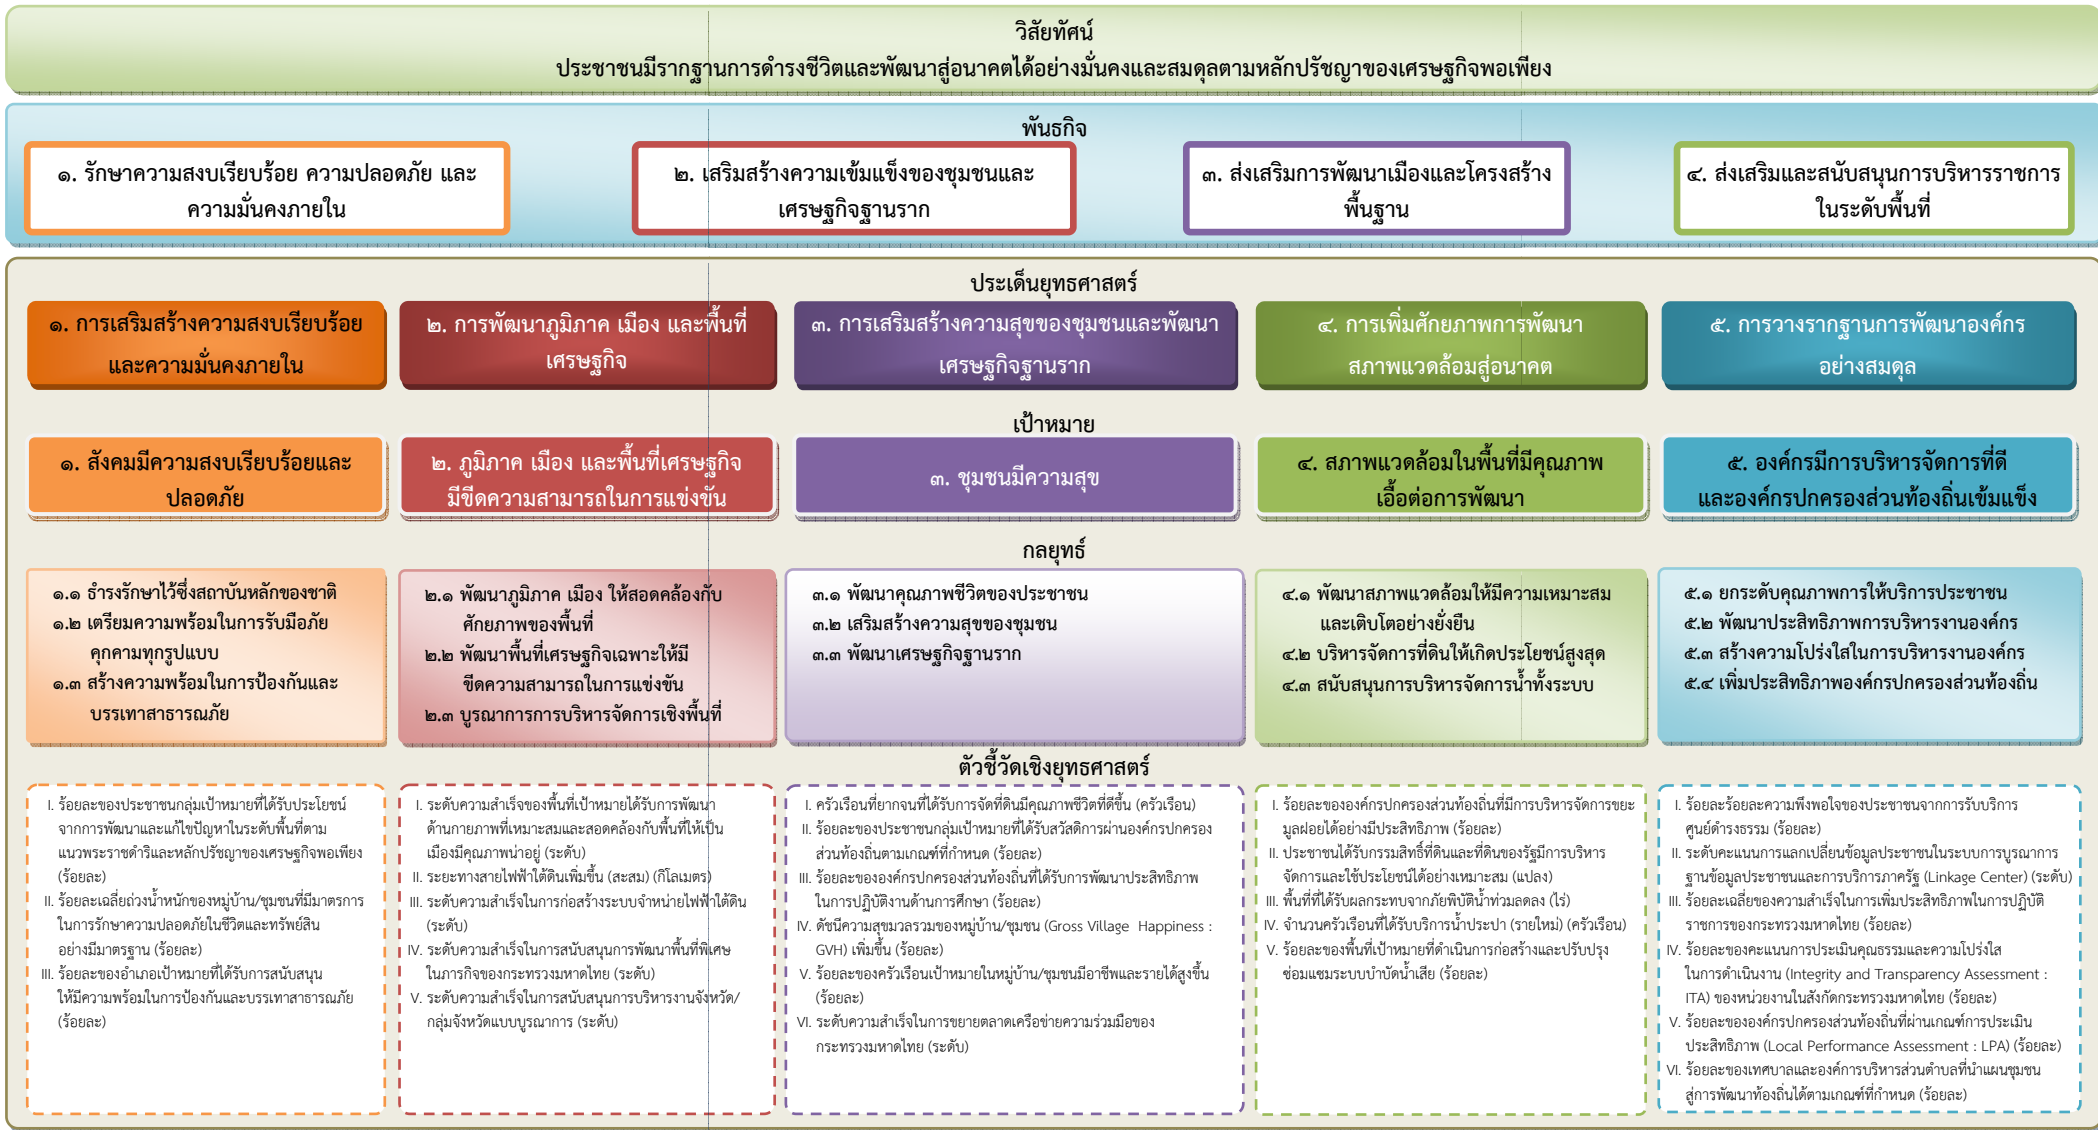 วิสัยทัศน์
ประชาชนมีรากฐานการดำรงชีวิตและพัฒนาสู่อนาคตได้อย่างมั่นคงและสมดุลตามหลักปรัชญาของเศรษฐกิจพอเพียง
พันธกิจ
๑. รักษาความสงบเรียบร้อย ความปลอดภัย และ
ความมั่นคงภายใน
๒. เสริมสร้างความเข้มแข็งของชุมชนและ
เศรษฐกิจฐานราก
๓. ส่งเสริมการพัฒนาเมืองและโครงสร้าง
พื้นฐาน
๔. ส่งเสริมและสนับสนุนการบริหารราชการ
ในระดับพื้นที่
ประเด็นยุทธศาสตร์
๑. การเสริมสร้างความสงบเรียบร้อย
และความมั่นคงภายใน
๒. การพัฒนาภูมิภาค เมือง และพื้นที่
เศรษฐกิจ
๓. การเสริมสร้างความสุขของชุมชนและพัฒนา
เศรษฐกิจฐานราก
๔. การเพิ่มศักยภาพการพัฒนา
สภาพแวดล้อมสู่อนาคต
๕. การวางรากฐานการพัฒนาองค์กร
อย่างสมดุล
เป้าหมาย
๑. สังคมมีความสงบเรียบร้อยและ
ปลอดภัย
๒. ภูมิภาค เมือง และพื้นที่เศรษฐกิจ
มีขีดความสามารถในการแข่งขัน
๓. ชุมชนมีความสุข
๔. สภาพแวดล้อมในพื้นที่มีคุณภาพ
เอื้อต่อการพัฒนา
๕. องค์กรมีการบริหารจัดการที่ดี
และองค์กรปกครองส่วนท้องถิ่นเข้มแข็ง
กลยุทธ์
๑.๑ ธำรงรักษาไว้ซึ่งสถาบันหลักของชาติ
๑.๒ เตรียมความพร้อมในการรับมือภัย
คุกคามทุกรูปแบบ
๑.๓ สร้างความพร้อมในการป้องกันและ
บรรเทาสาธารณภัย
๒.๑ พัฒนาภูมิภาค เมือง ให้สอดคล้องกับ
ศักยภาพของพื้นที่
๒.๒ พัฒนาพื้นที่เศรษฐกิจเฉพาะให้มี
ขีดความสามารถในการแข่งขัน
๒.๓ บูรณาการการบริหารจัดการเชิงพื้นที่
๓.๑ พัฒนาคุณภาพชีวิตของประชาชน
๓.๒ เสริมสร้างความสุขของชุมชน
๓.๓ พัฒนาเศรษฐกิจฐานราก
๔.๑ พัฒนาสภาพแวดล้อมให้มีความเหมาะสม
และเติบโตอย่างยั่งยืน
๔.๒ บริหารจัดการที่ดินให้เกิดประโยชน์สูงสุด
๔.๓ สนับสนุนการบริหารจัดการน้ำทั้งระบบ
๕.๑ ยกระดับคุณภาพการให้บริการประชาชน
๕.๒ พัฒนาประสิทธิภาพการบริหารงานองค์กร
๕.๓ สร้างความโปร่งใสในการบริหารงานองค์กร
๕.๔ เพิ่มประสิทธิภาพองค์กรปกครองส่วนท้องถิ่น
ตัวชี้วัดเชิงยุทธศาสตร์
I. ร้อยละของประชาชนกลุ่มเป้าหมายที่ได้รับประโยชน์
จากการพัฒนาและแก้ไขปัญหาในระดับพื้นที่ตาม
แนวพระราชดำริและหลักปรัชญาของเศรษฐกิจพอเพียง
(ร้อยละ)
II. ร้อยละเฉลี่ยถ่วงน้ำหนักของหมู่บ้าน/ชุมชนที่มีมาตรการ
ในการรักษาความปลอดภัยในชีวิตและทรัพย์สิน
อย่างมีมาตรฐาน (ร้อยละ)
III. ร้อยละของอำเภอเป้าหมายที่ได้รับการสนับสนุน
ให้มีความพร้อมในการป้องกันและบรรเทาสาธารณภัย
(ร้อยละ)
I. ระดับความสำเร็จของพื้นที่เป้าหมายได้รับการพัฒนา
ด้านกายภาพที่เหมาะสมและสอดคล้องกับพื้นที่ให้เป็น
เมืองมีคุณภาพน่าอยู่ (ระดับ)
II. ระยะทางสายไฟฟ้าใต้ดินเพิ่มขึ้น (สะสม) (กิโลเมตร)
III. ระดับความสำเร็จในการก่อสร้างระบบจำหน่ายไฟฟ้าใต้ดิน
(ระดับ)
IV. ระดับความสำเร็จในการสนับสนุนการพัฒนาพื้นที่พิเศษ
ในภารกิจของกระทรวงมหาดไทย (ระดับ)
V. ระดับความสำเร็จในการสนับสนุนการบริหารงานจังหวัด/
กลุ่มจังหวัดแบบบูรณาการ (ระดับ)
I. ครัวเรือนที่ยากจนที่ได้รับการจัดที่ดินมีคุณภาพชีวิตที่ดีขึ้น (ครัวเรือน)
II. ร้อยละของประชาชนกลุ่มเป้าหมายที่ได้รับสวัสดิการผ่านองค์กรปกครอง
ส่วนท้องถิ่นตามเกณฑ์ที่กำหนด (ร้อยละ)
III. ร้อยละขององค์กรปกครองส่วนท้องถิ่นที่ได้รับการพัฒนาประสิทธิภาพ
ในการปฏิบัติงานด้านการศึกษา (ร้อยละ)
IV. ดัชนีความสุขมวลรวมของหมู่บ้าน/ชุมชน (Gross Village Happiness :
GVH) เพิ่มขึ้น (ร้อยละ)
V. ร้อยละของครัวเรือนเป้าหมายในหมู่บ้าน/ชุมชนมีอาชีพและรายได้สูงขึ้น
(ร้อยละ)
VI. ระดับความสำเร็จในการขยายตลาดเครือข่ายความร่วมมือของ
กระทรวงมหาดไทย (ระดับ)
I. ร้อยละขององค์กรปกครองส่วนท้องถิ่นที่มีการบริหารจัดการขยะ
มูลฝอยได้อย่างมีประสิทธิภาพ (ร้อยละ)
II. ประชาชนได้รับกรรมสิทธิ์ที่ดินและที่ดินของรัฐมีการบริหาร
จัดการและใช้ประโยชน์ได้อย่างเหมาะสม (แปลง)
III. พื้นที่ที่ได้รับผลกระทบจากภัยพิบัติน้ำท่วมลดลง (ไร่)
IV. จำนวนครัวเรือนที่ได้รับบริการน้ำประปา (รายใหม่) (ครัวเรือน)
V. ร้อยละของพื้นที่เป้าหมายที่ดำเนินการก่อสร้างและปรับปรุง
ซ่อมแซมระบบบำบัดน้ำเสีย (ร้อยละ)
I. ร้อยละร้อยละความพึงพอใจของประชาชนจากการรับบริการ
ศูนย์ดำรงธรรม (ร้อยละ)
II. ระดับคะแนนการแลกเปลี่ยนข้อมูลประชาชนในระบบการบูรณาการ
ฐานข้อมูลประชาชนและการบริการภาครัฐ (Linkage Center) (ระดับ)
III. ร้อยละเฉลี่ยของความสำเร็จในการเพิ่มประสิทธิภาพในการปฏิบัติ
ราชการของกระทรวงมหาดไทย (ร้อยละ)
IV. ร้อยละของคะแนนการประเมินคุณธรรมและความโปร่งใส
ในการดำเนินงาน (Integrity and Transparency Assessment :
ITA) ของหน่วยงานในสังกัดกระทรวงมหาดไทย (ร้อยละ)
V. ร้อยละขององค์กรปกครองส่วนท้องถิ่นที่ผ่านเกณฑ์การประเมิน
ประสิทธิภาพ (Local Performance Assessment : LPA) (ร้อยละ)
VI. ร้อยละของเทศบาลและองค์การบริหารส่วนตำบลที่นำแผนชุมชน
สู่การพัฒนาท้องถิ่นได้ตามเกณฑ์ที่กำหนด (ร้อยละ)